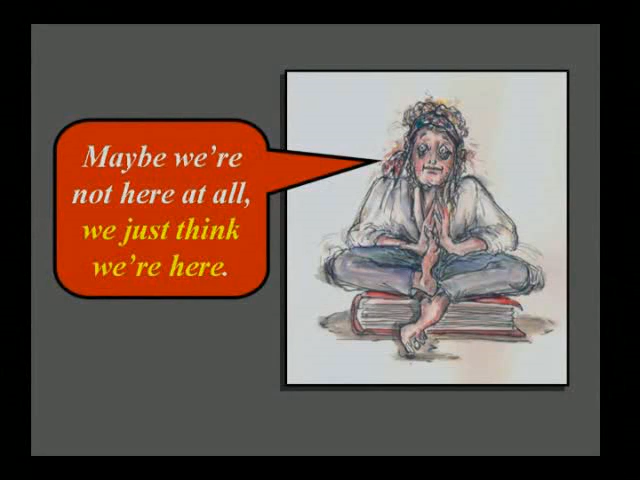 Maybe we're
not here at all,
we just think
we're here.